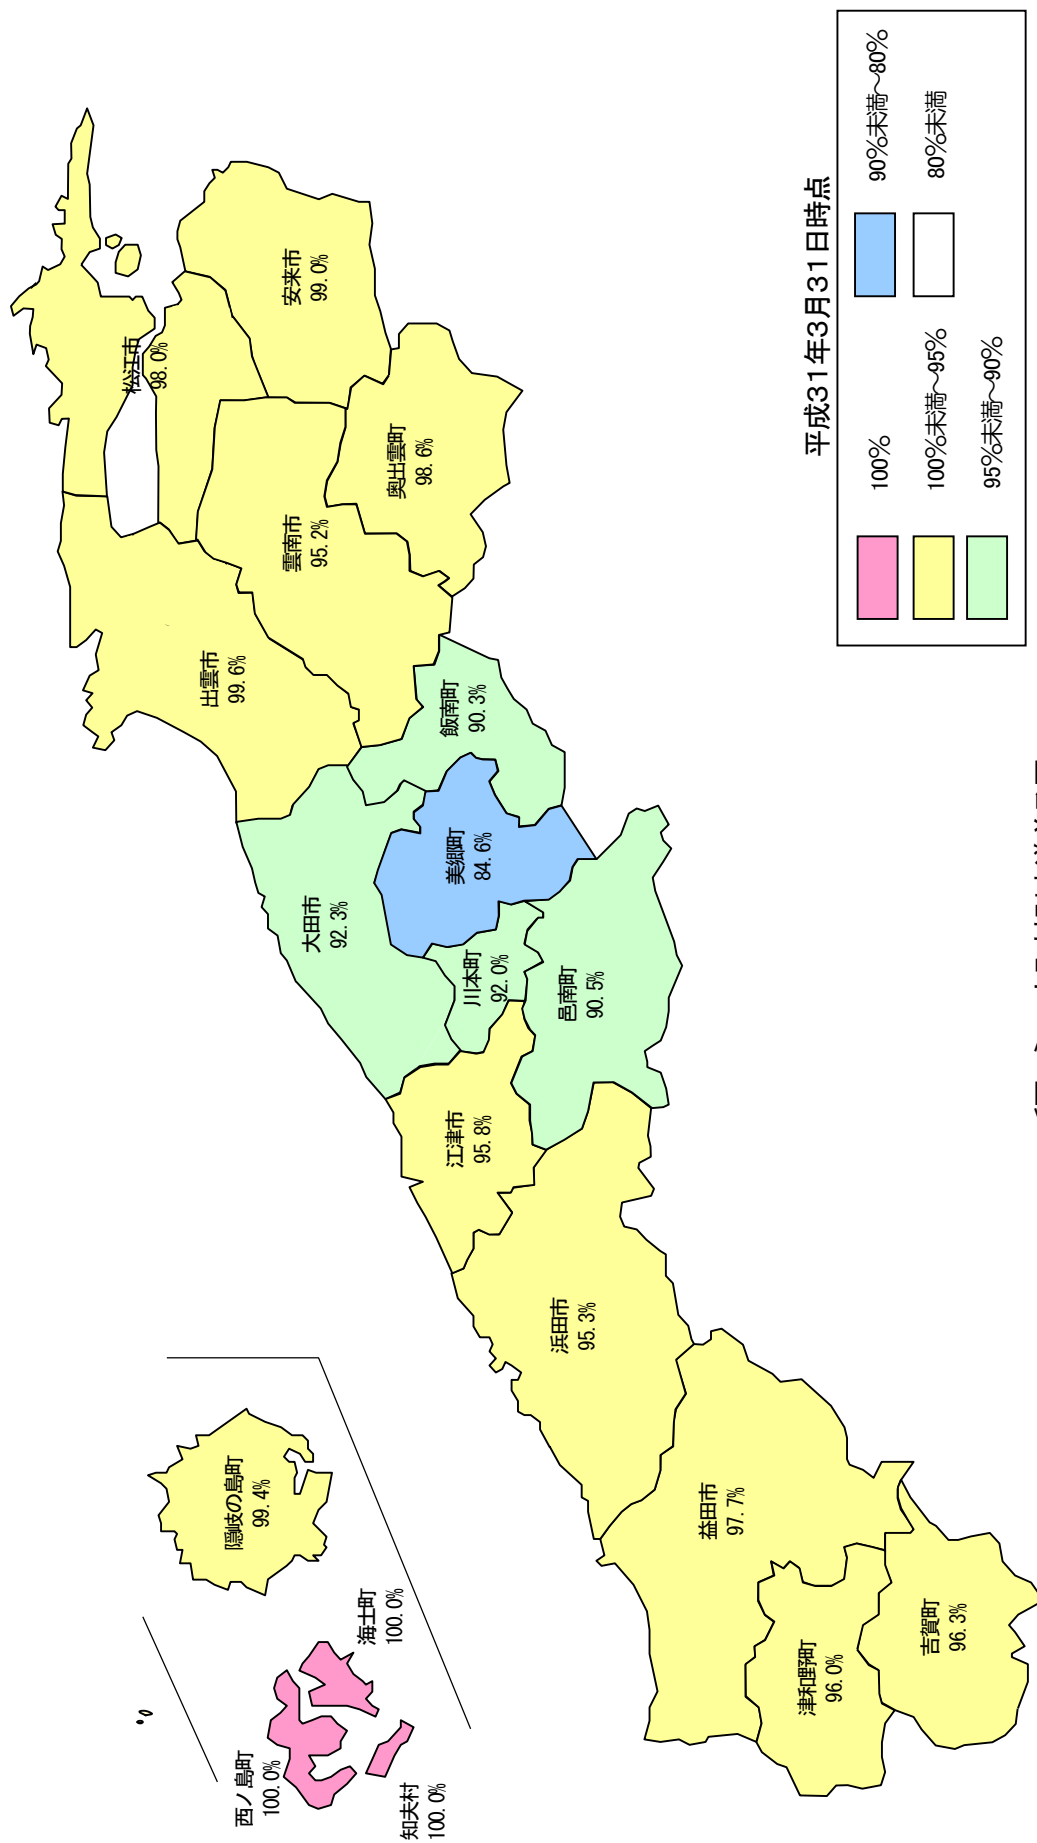 西ノ島町
100.0%
知夫村
100.0%
海士町
100.0%
隠岐の島町
99.4%
松江市
98.0%
安来市
99.0%
出雲市
99.6%
雲南市
95.2%
奥出雲町
98.6%
飯南町
90.3%
大田市
92.3%
美郷町
84.6%
川本町
92.0%
邑南町
90.5%
江津市
95.8%
浜田市
95.3%
益田市
97.7%
津和野町
96.0%
吉賀町
96.3%
平成31年3月31日時点
100%
90%未満~80%
100%未満~95%
80%未満
95%未満~90%